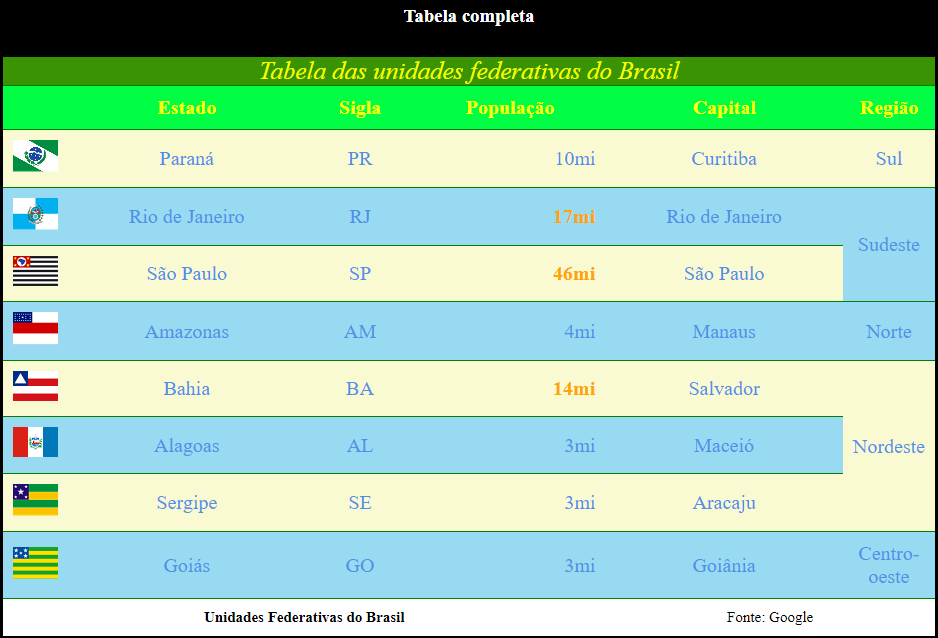 Tabela completa
Tabela das unidades federativas do Brasil
Estado Sigla População Capital Região
Paraná PR 10mi Curitiba Sul
Rio de Janeiro RJ 17mi Rio de Janeiro
Sudeste
São Paulo SP 46mi São Paulo
Amazonas AM 4mi Manaus Norte
Bahia BA 14mi Salvador
Alagoas AL 3mi Maceió Nordeste
Sergipe SE 3mi Aracaju
Goiás GO 3mi Goiânia Centro-
oeste
Unidades Federativas do Brasil Fonte: Google